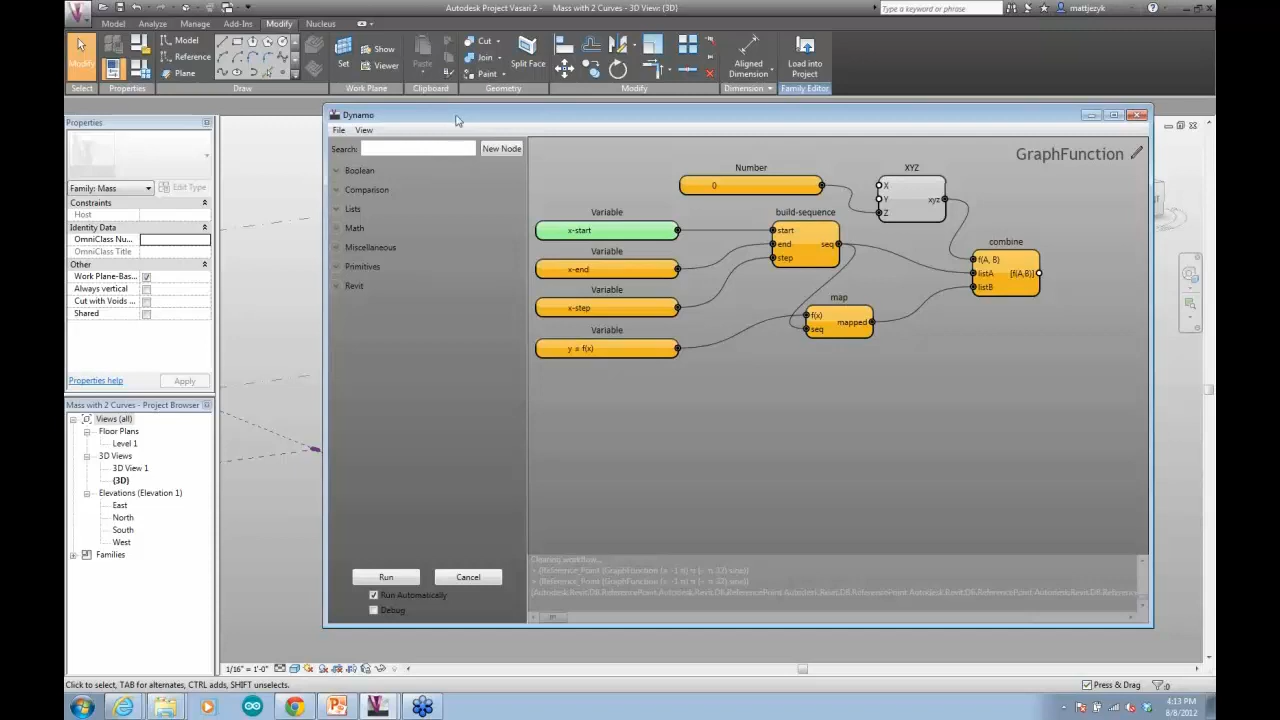 Autodesk Project Vasari 2 - Mass with 2 Curves - 3D View: {3D}
Type a keyword or phrase
mattjezyk
Model Analyze Manage Add-Ins Modify Nucleus
Modify
Model
Reference
Plane
Set
Show
Viewer
Paste
Cut
Join
Paint
Split Face
Aligned
Dimension
Load into
Project
Select Properties Draw Work Plane Clipboard Geometry Modify Dimension Family Editor
Properties
Family: Mass
Edit Type
Constraints
Host
Identity Data
OmniClass Nu...
OmniClass Title
Other
Work Plane-Bas...
Always vertical
Cut with Voids ...
Shared
Properties help
Apply
Mass with 2 Curves - Project Browser
Views (all)
Floor Plans
Level 1
3D Views
3D View 1
{3D}
Elevations (Elevation 1)
East
North
South
West
Families
Dynamo
File View
Search:
New Node
Boolean
Comparison
Lists
Math
Miscellaneous
Primitives
Revit
Run
Cancel
Run Automatically
Debug
GraphFunction
Number
0
XYZ
X
Y
Z
xyz
Variable
x-start
Variable
x-end
Variable
x-step
Variable
y = f(x)
build-sequence
start
end
step
seq
map
f(x)
seq
mapped
combine
f(A, B)
listA
listB
[f(A,B)]
1/16" = 1'-0"
Click to select, TAB for alternates, CTRL adds, SHIFT unselects.
Press & Drag
:0
4:13 PM
8/8/2012